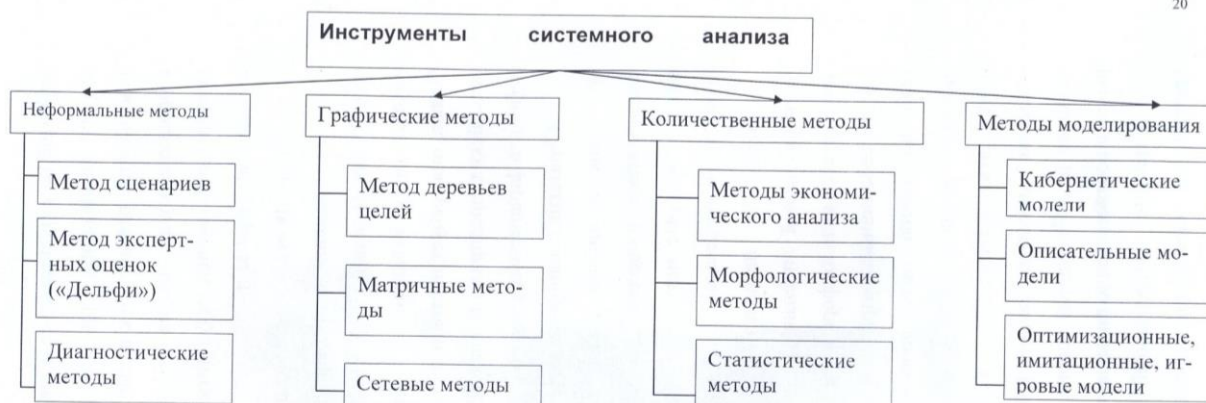 20
Инструменты системного анализа
Неформальные методы
Метод сценариев
Метод эксперт-
ных оценок
(«Дельфи»)
Диагностические
методы
Графические методы
Метод деревьев
целей
Матричные мето-
ды
Сетевые методы
Количественные методы
Методы экономи-
ческого анализа
Морфологические
методы
Статистические
методы
Методы моделирования
Кибернетические
модели
Описательные мо-
дели
Оптимизационные,
имитационные, иг-
ровые модели